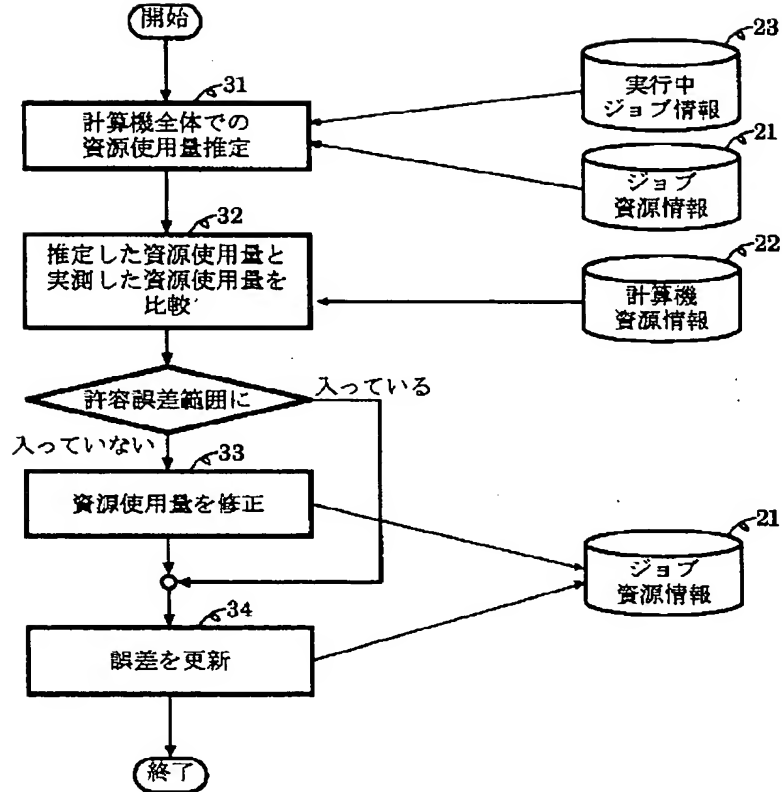 開始
31
計算機全体での
資源使用量推定
23
実行中
ジョブ情報
21
ジョブ
資源情報
32
推定した資源使用量と
実測した資源使用量を
比較
22
計算機
資源情報
許容誤差範囲に
入っている
入っていない
33
資源使用量を修正
21
ジョブ
資源情報
34
誤差を更新
終了